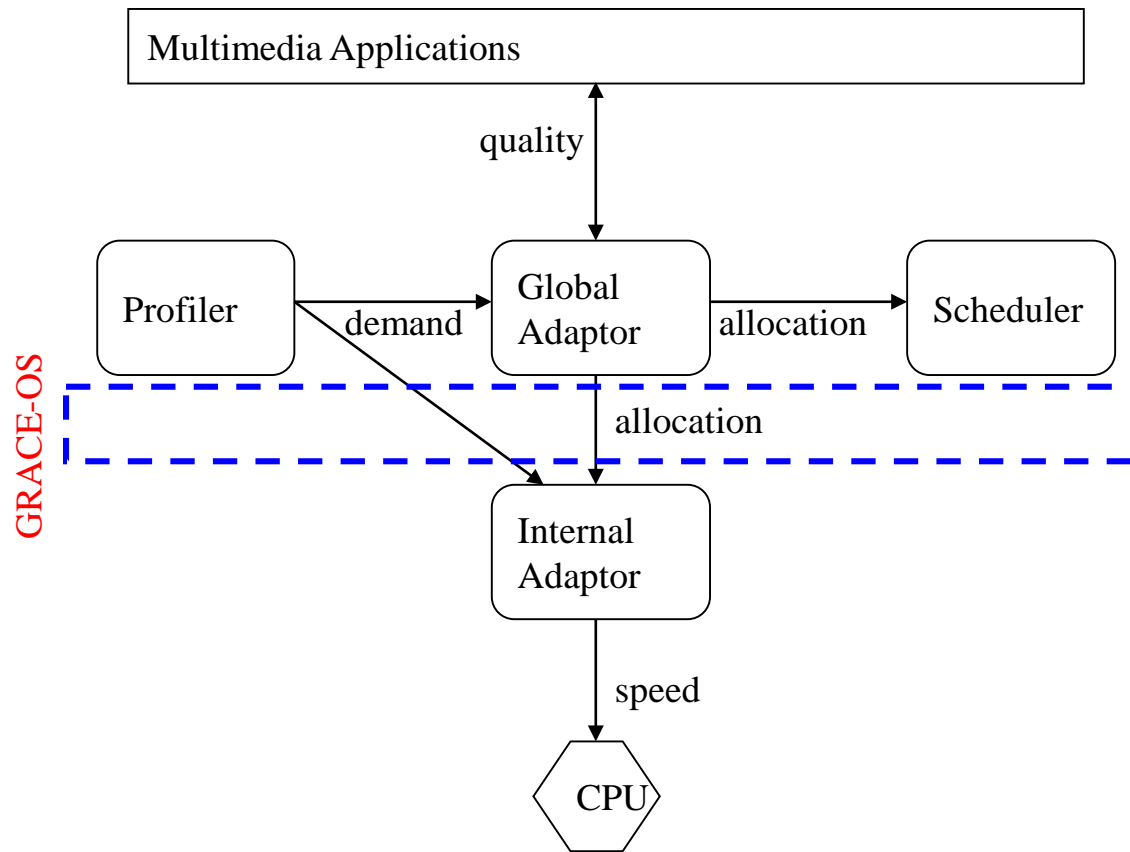 Multimedia Applications
quality
Profiler
demand
Global
Adaptor
allocation
Scheduler
GRACE-OS
allocation
Internal
Adaptor
speed
CPU